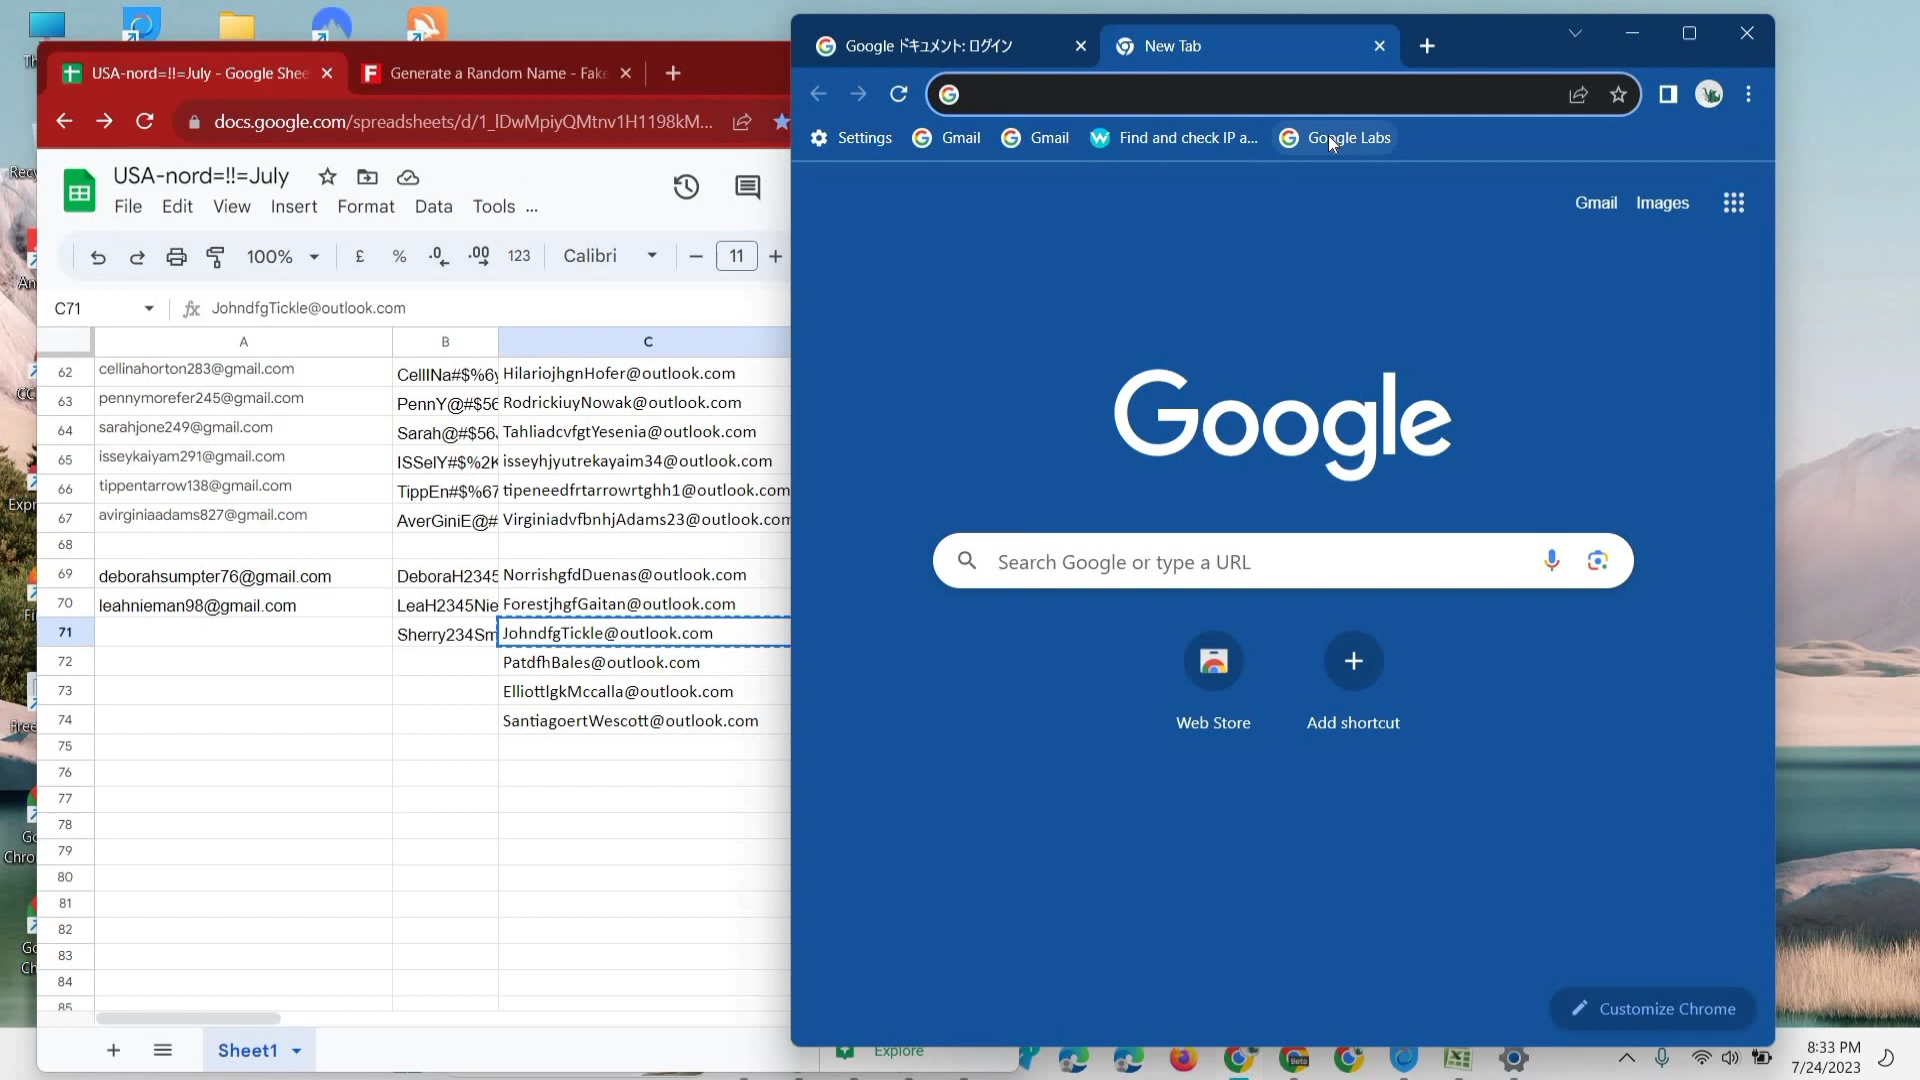 USA-nord=!!=July - Google Shee
Generate a Random Name - Fake
docs.google.com/spreadsheets/d/1_lDwMpiyQMtnv1H1198kM...
USA-nord=!!=July
File Edit View Insert Format Data Tools ...
100% £ % .0 .00 123 Calibri 11
C71 fx JohndfgTickle@outlook.com
A B C
62 cellinahorton283@gmail.com CellINa#$%6y HilariojhgnHofer@outlook.com
63 pennymorefer245@gmail.com PennY@#$56 RodrickiuyNowak@outlook.com
64 sarahjone249@gmail.com Sarah@#$56. TahliadcvfgtYesenia@outlook.com
65 isseykaiyam291@gmail.com ISSelY#$%2K isseyhjyutrekayaim34@outlook.com
66 tippentarrow138@gmail.com TippEn#$%67 tipeneedfrtarrowrtghh1@outlook.com
67 avirginiaadams827@gmail.com AverGiniE@# VirginiadvfbnhjAdams23@outlook.com
68
69 deborahsumpter76@gmail.com DeboraH2345 NorrishgfdDuenas@outlook.com
70 leahnieman98@gmail.com LeaH2345Nie ForestjhgfGaitan@outlook.com
71 Sherry234Sm JohndfgTickle@outlook.com
72 PatdfhBales@outlook.com
73 ElliottlgkMccalla@outlook.com
74 SantiagoertWescott@outlook.com
75
76
77
78
79
80
81
82
83
84
85
Sheet1
Explore
Google ドキュメント: ログイン
New Tab
Settings Gmail Gmail Find and check IP a... Google Labs
Gmail Images
Google
Search Google or type a URL
Web Store Add shortcut
Customize Chrome
Beta
8:33 PM
7/24/2023